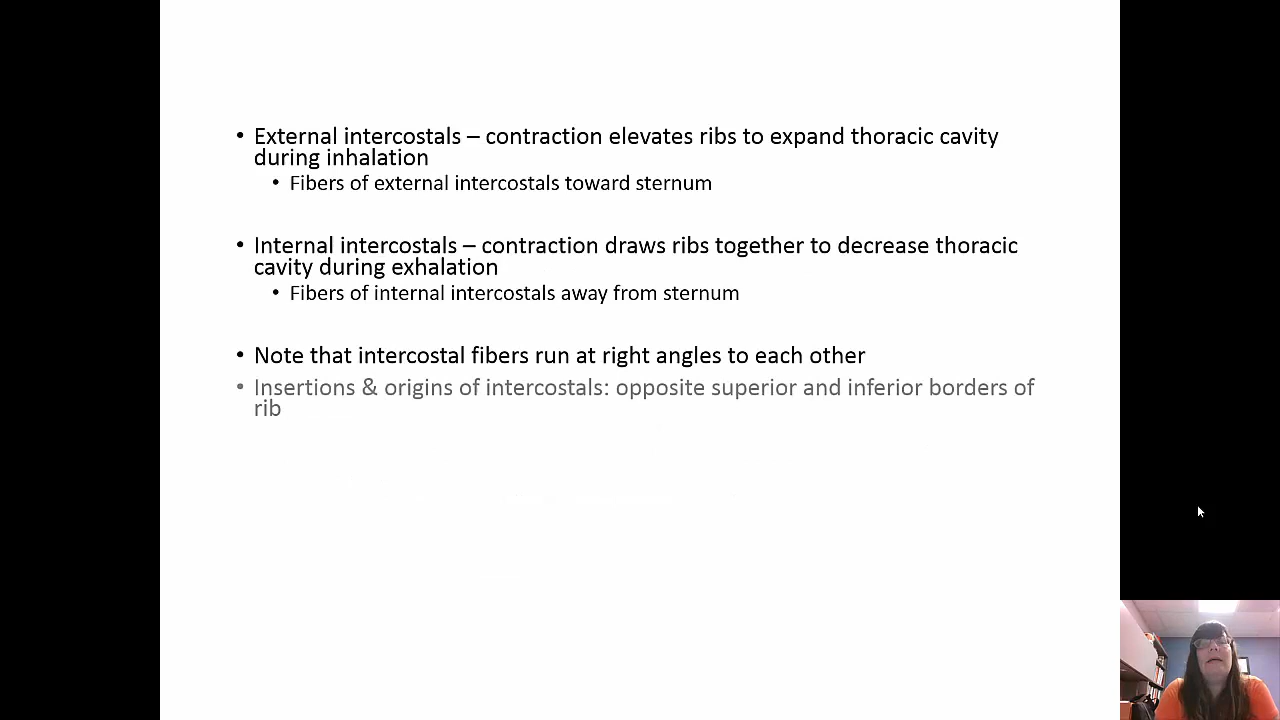 • External intercostals – contraction elevates ribs to expand thoracic cavity
during inhalation
• Fibers of external intercostals toward sternum
• Internal intercostals – contraction draws ribs together to decrease thoracic
cavity during exhalation
• Fibers of internal intercostals away from sternum
• Note that intercostal fibers run at right angles to each other
• Insertions & origins of intercostals: opposite superior and inferior borders of
rib